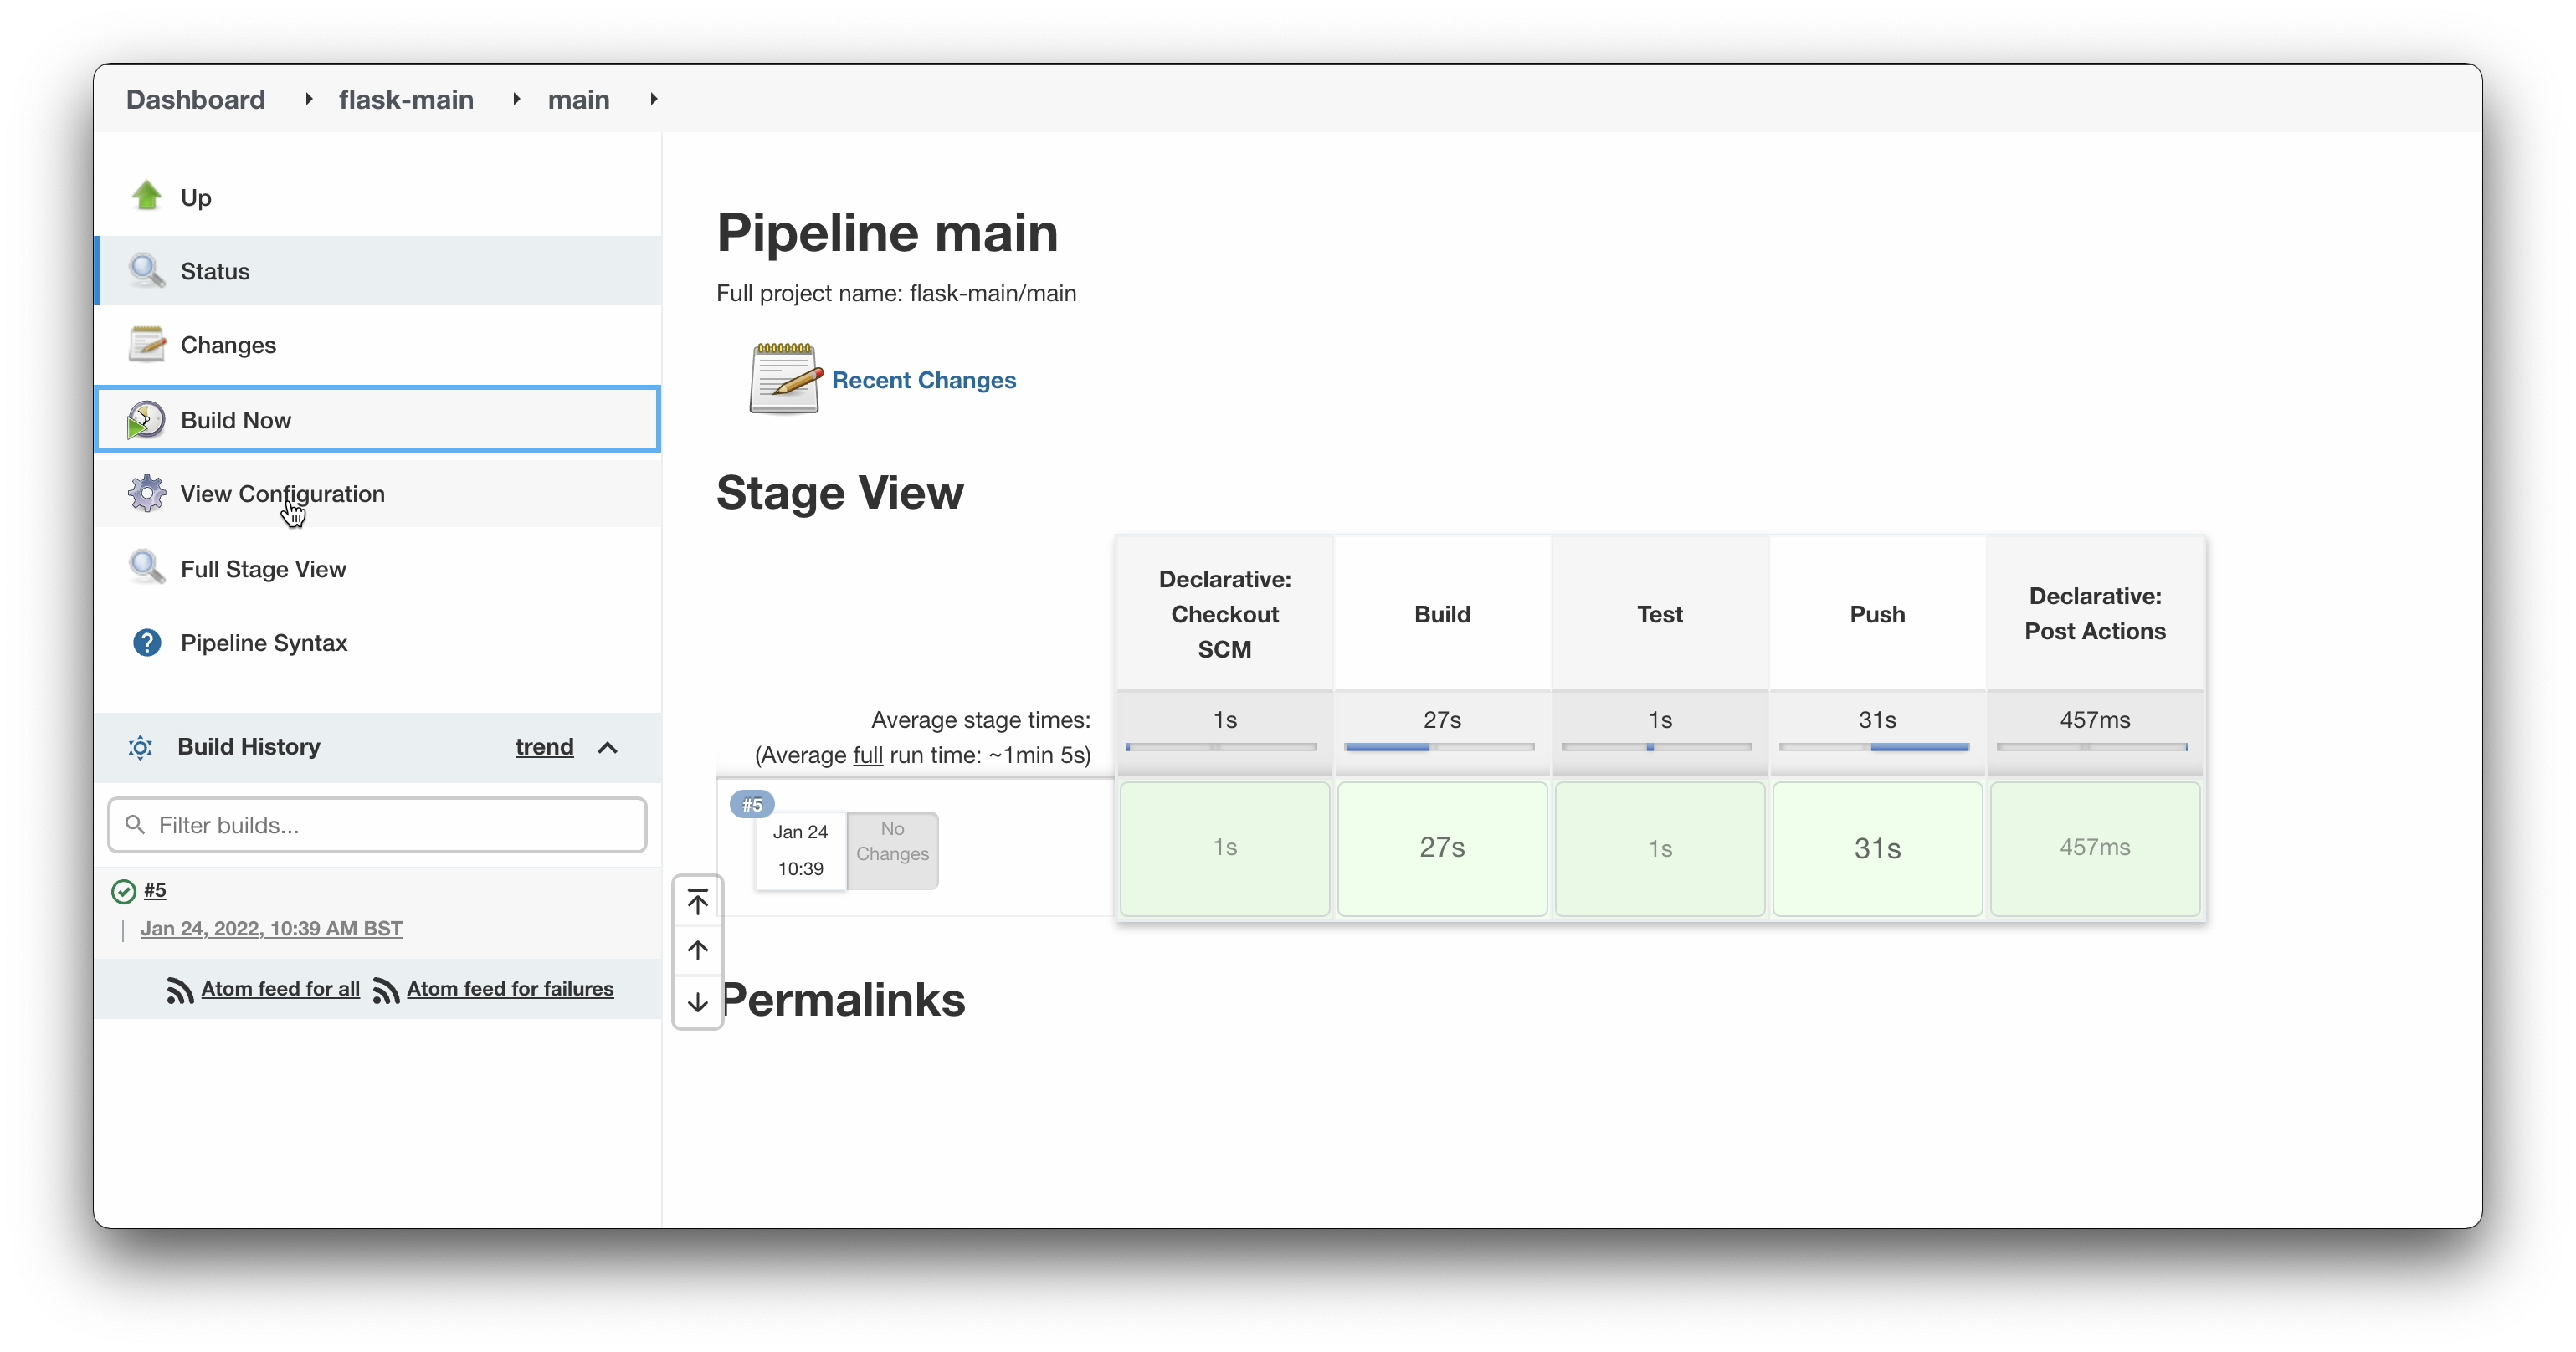 Dashboard flask-main main
Up
Status
Changes
Build Now
View Configuration
Full Stage View
? Pipeline Syntax
Build History trend
Filter builds...
#5
Jan 24, 2022, 10:39 AM BST
Atom feed for all Atom feed for failures
Pipeline main
Full project name: flask-main/main
Recent Changes
Stage View
Declarative:
Checkout
SCM
Build
Test
Push
Declarative:
Post Actions
Average stage times:
(Average full run time: ~1min 5s)
1s 27s 1s 31s 457ms
#5
Jan 24
10:39
No
Changes
1s 27s 1s 31s 457ms
Permalinks